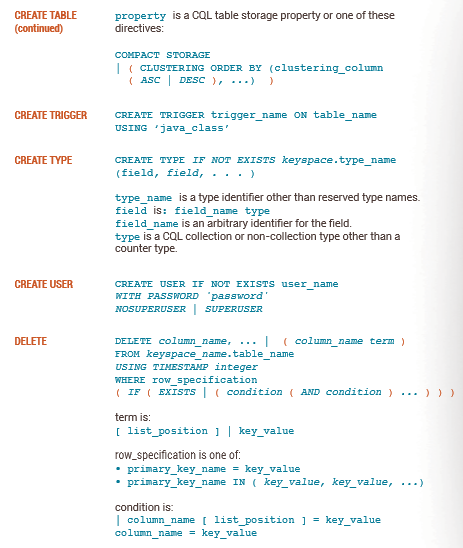 CREATE TABLE
(continued)
property is a CQL table storage property or one of these
directives:
COMPACT STORAGE
| ( CLUSTERING ORDER BY (clustering_column
( ASC | DESC ), ...) )
CREATE TRIGGER
CREATE TRIGGER trigger_name ON table_name
USING ‘java_class’
CREATE TYPE
CREATE TYPE IF NOT EXISTS keyspace.type_name
(field, field, . . . )
type_name is a type identifier other than reserved type names.
field is: field_name type
field_name is an arbitrary identifier for the field.
type is a CQL collection or non-collection type other than a
counter type.
CREATE USER
CREATE USER IF NOT EXISTS user_name
WITH PASSWORD 'password'
NOSUPERUSER | SUPERUSER
DELETE
DELETE column_name, ... | ( column_name term )
FROM keyspace_name.table_name
USING TIMESTAMP integer
WHERE row_specification
( IF ( EXISTS | ( condition ( AND condition ) ... ) ) )
term is:
[ list_position ] | key_value
row_specification is one of:
• primary_key_name = key_value
• primary_key_name IN ( key_value, key_value, ...)
condition is:
| column_name [ list_position ] = key_value
column_name = key_value